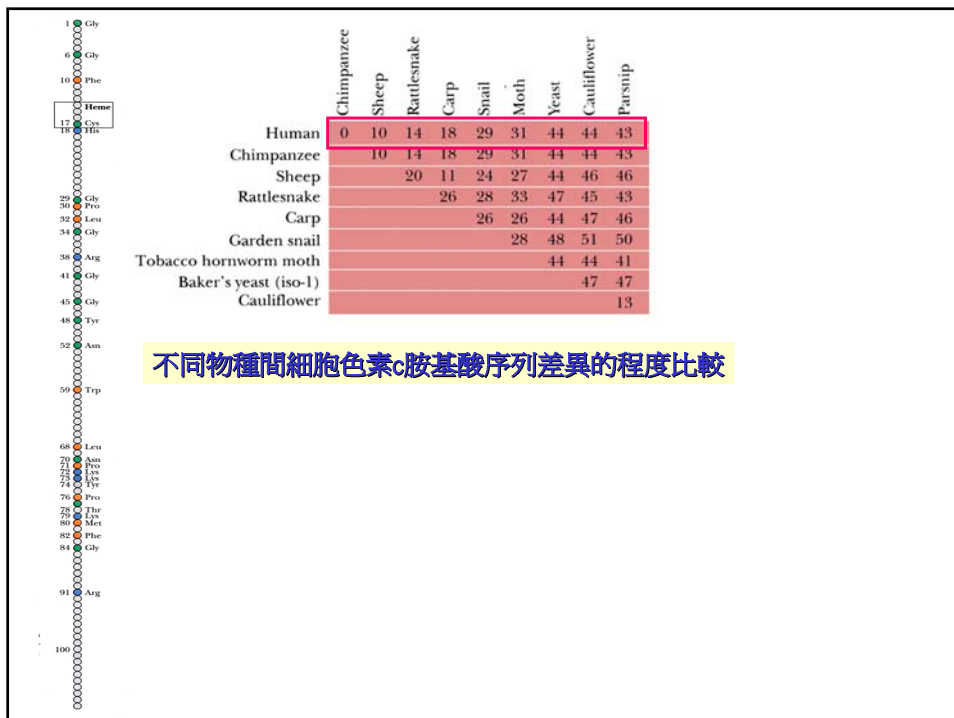 1 Gly
6 Gly
10 Phe
Heme
17 Cys
18 His
29 Gly
30 Pro
32 Leu
34 Gly
38 Arg
41 Gly
45 Gly
48 Tyr
52 Asn
59 Trp
68 Leu
70 Asn
71 Pro
72 Lys
73 Lys
74 Tyr
76 Pro
78 Thr
79 Lys
80 Met
82 Phe
84 Gly
91 Arg
100
Chimpanzee Sheep Rattlesnake Carp Snail Moth Yeast Cauliflower Parsnip
Human 0 10 14 18 29 31 44 44 43
Chimpanzee 10 14 18 29 31 44 44 43
Sheep 20 11 24 27 44 46 46
Rattlesnake 26 28 33 47 45 43
Carp 26 26 44 47 46
Garden snail 28 48 51 50
Tobacco hornworm moth 44 44 41
Baker's yeast (iso-1) 47 47
Cauliflower 13
不同物種間細胞色素c胺基酸序列差異的程度比較